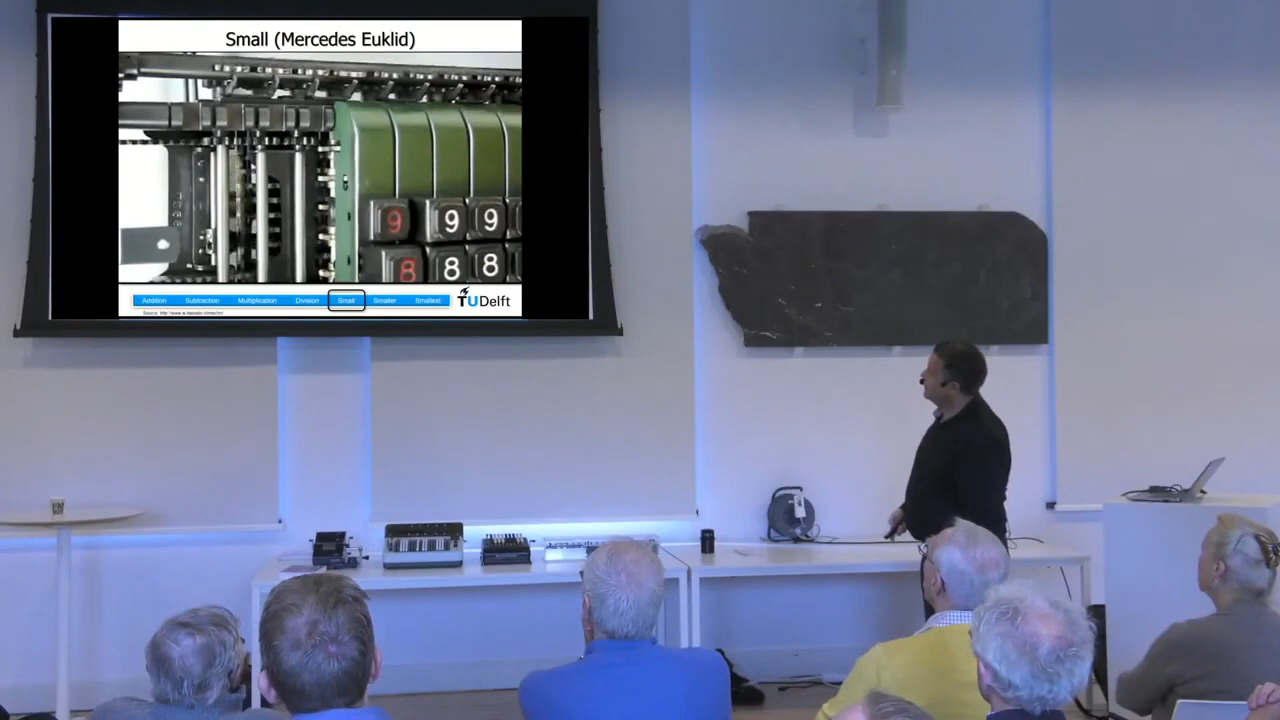 Small (Mercedes Euklid)
9 9 9
8 8 8
Addition Subtraction Multiplication Division Small Smaller Smallest
TUDelft